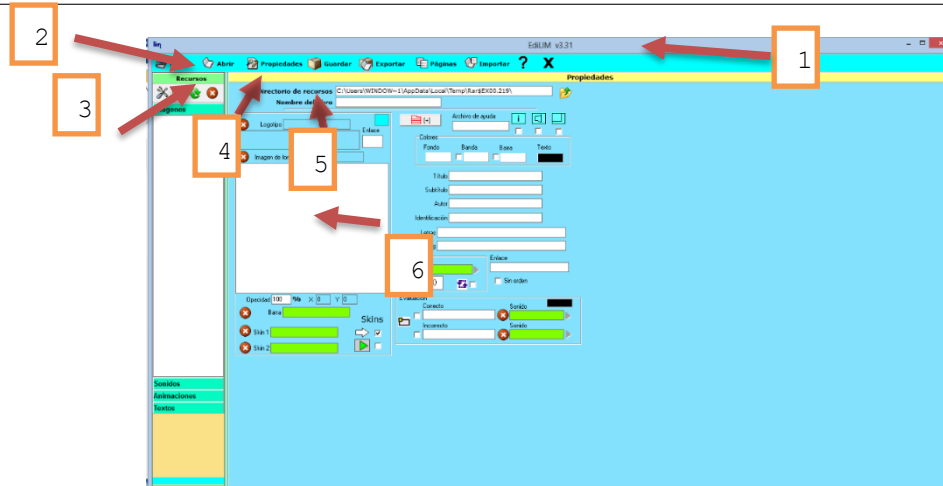 EdiLIM v3.31
1
2
3
4
5
6
Abrir Propiedades Guardar Exportar Páginas Importar ? X
Recursos
Propiedades
Directorio de recursos C:\Users\WINDOW~1\AppData\Local\Temp\Rar$EX00.219\
Nombre del
Logotipo
Enlace
Archivo de ayuda
Colores
Fondo Banda Barra Texto
Imagen de
Título
Subtítulo
Autor
Identificación
Enlace
Sin orden
Opacidad 100 % X 0 Y 0
Barra
Skins
Skin 1
Skin 2
Evaluación
Correcto Sonido
Incorrecto Sonido
Sonidos
Animaciones
Textos